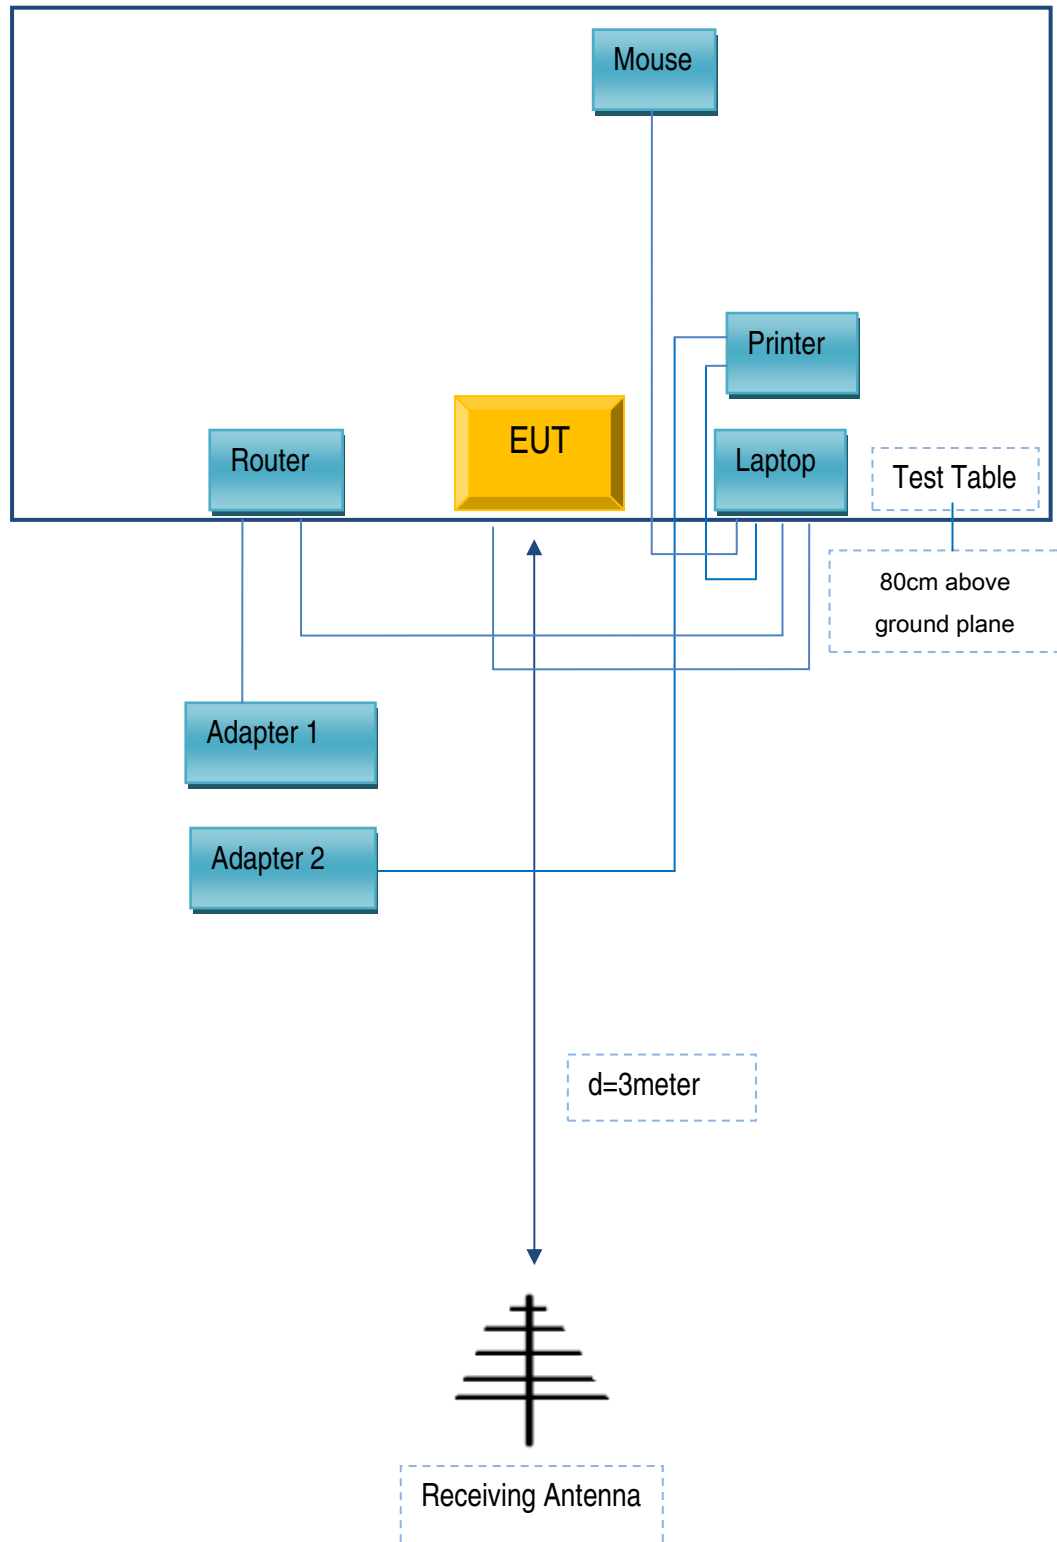 Mouse
Printer
EUT
Router
Laptop
Test Table
80cm above
ground plane
Adapter 1
Adapter 2
d=3meter
Receiving Antenna